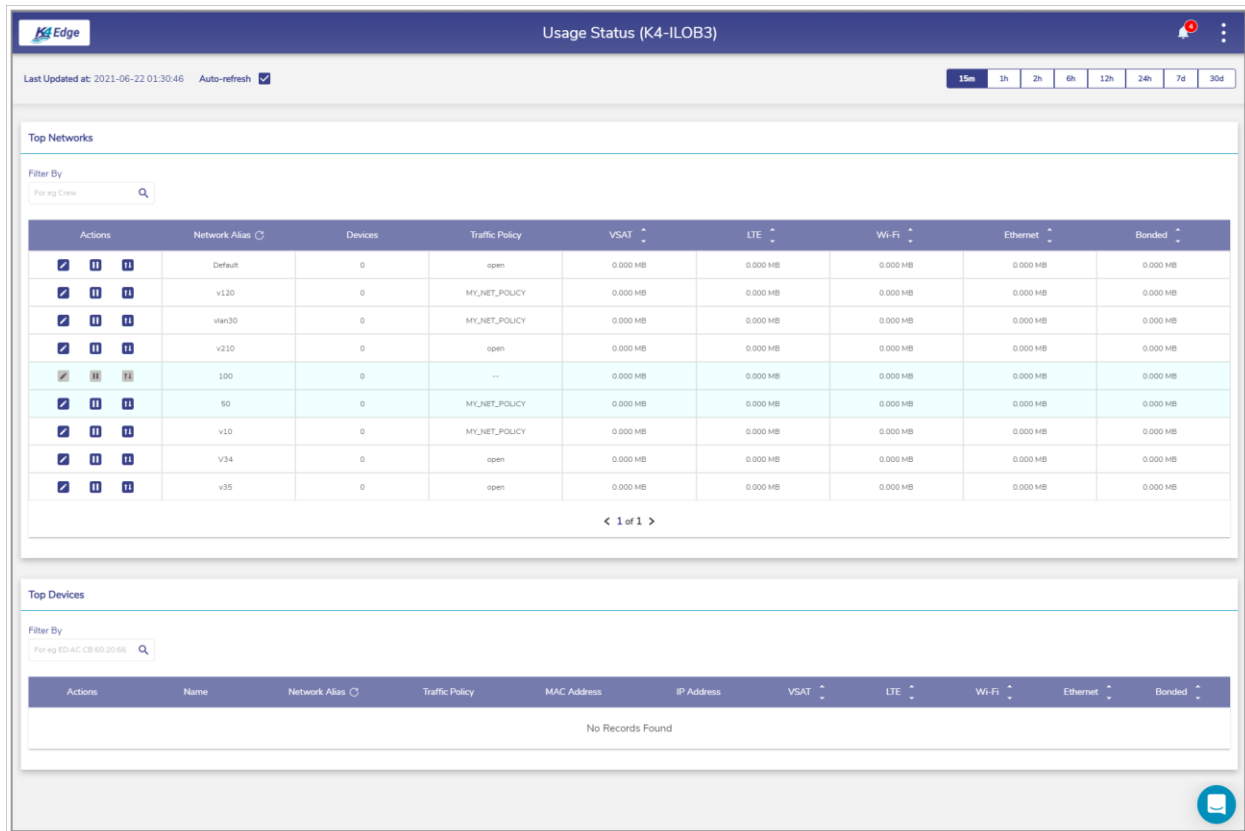 K4 Edge
Usage Status (K4-ILOB3)
4
Last Updated at: 2021-06-22 01:30:46 Auto-refresh
15m 1h 2h 6h 12h 24h 7d 30d
Top Networks
Filter By
For eg Crew
Actions Network Alias Devices Traffic Policy VSAT LTE Wi-Fi Ethernet Bonded
Default 0 open 0.000 MB 0.000 MB 0.000 MB 0.000 MB 0.000 MB
v120 0 MY_NET_POLICY 0.000 MB 0.000 MB 0.000 MB 0.000 MB 0.000 MB
vlan30 0 MY_NET_POLICY 0.000 MB 0.000 MB 0.000 MB 0.000 MB 0.000 MB
v210 0 open 0.000 MB 0.000 MB 0.000 MB 0.000 MB 0.000 MB
100 0 -- 0.000 MB 0.000 MB 0.000 MB 0.000 MB 0.000 MB
50 0 MY_NET_POLICY 0.000 MB 0.000 MB 0.000 MB 0.000 MB 0.000 MB
v10 0 MY_NET_POLICY 0.000 MB 0.000 MB 0.000 MB 0.000 MB 0.000 MB
V34 0 open 0.000 MB 0.000 MB 0.000 MB 0.000 MB 0.000 MB
v35 0 open 0.000 MB 0.000 MB 0.000 MB 0.000 MB 0.000 MB
< 1 of 1 >
Top Devices
Filter By
For eg ED:AC:CB:60:20:66
Actions Name Network Alias Traffic Policy MAC Address IP Address VSAT LTE Wi-Fi Ethernet Bonded
No Records Found